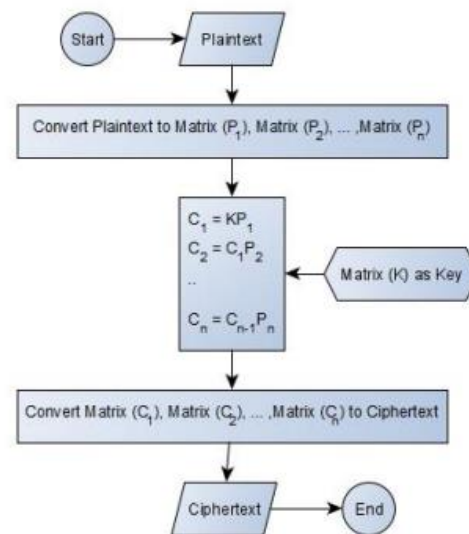 Start
Plaintext
Convert Plaintext to Matrix (P₁), Matrix (P₂), ... ,Matrix (Pₙ)
C₁ = KP₁
C₂ = C₁P₂
..
Cₙ = Cₙ₋₁Pₙ
Matrix (K) as Key
Convert Matrix (C₁), Matrix (C₂), ... ,Matrix (Cₙ) to Ciphertext
Ciphertext
End